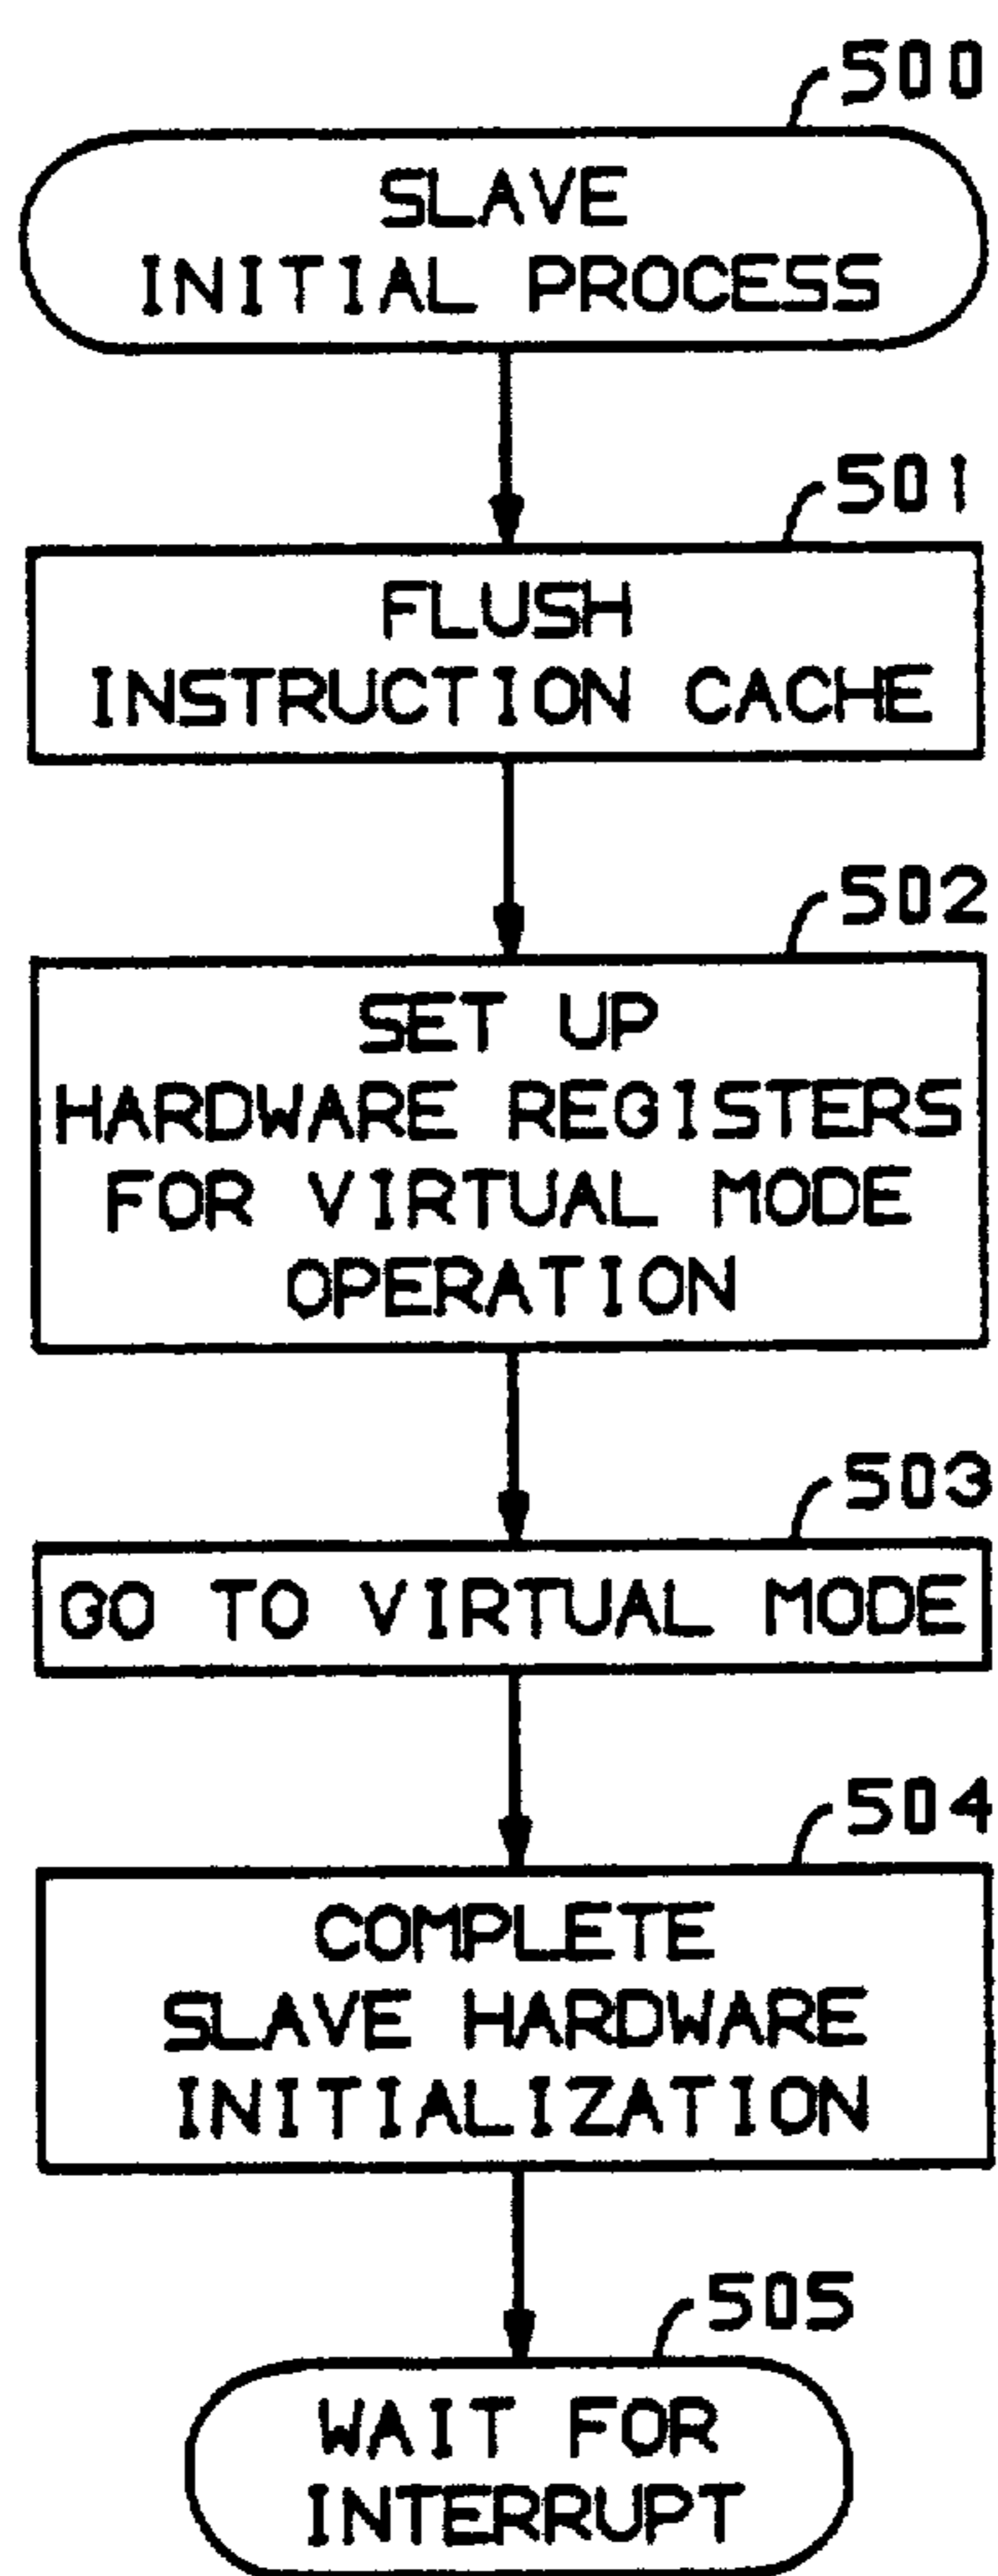 500
SLAVE
INITIAL PROCESS
501
FLUSH
INSTRUCTION CACHE
502
SET UP
HARDWARE REGISTERS
FOR VIRTUAL MODE
OPERATION
503
GO TO VIRTUAL MODE
504
COMPLETE
SLAVE HARDWARE
INITIALIZATION
505
WAIT FOR
INTERRUPT